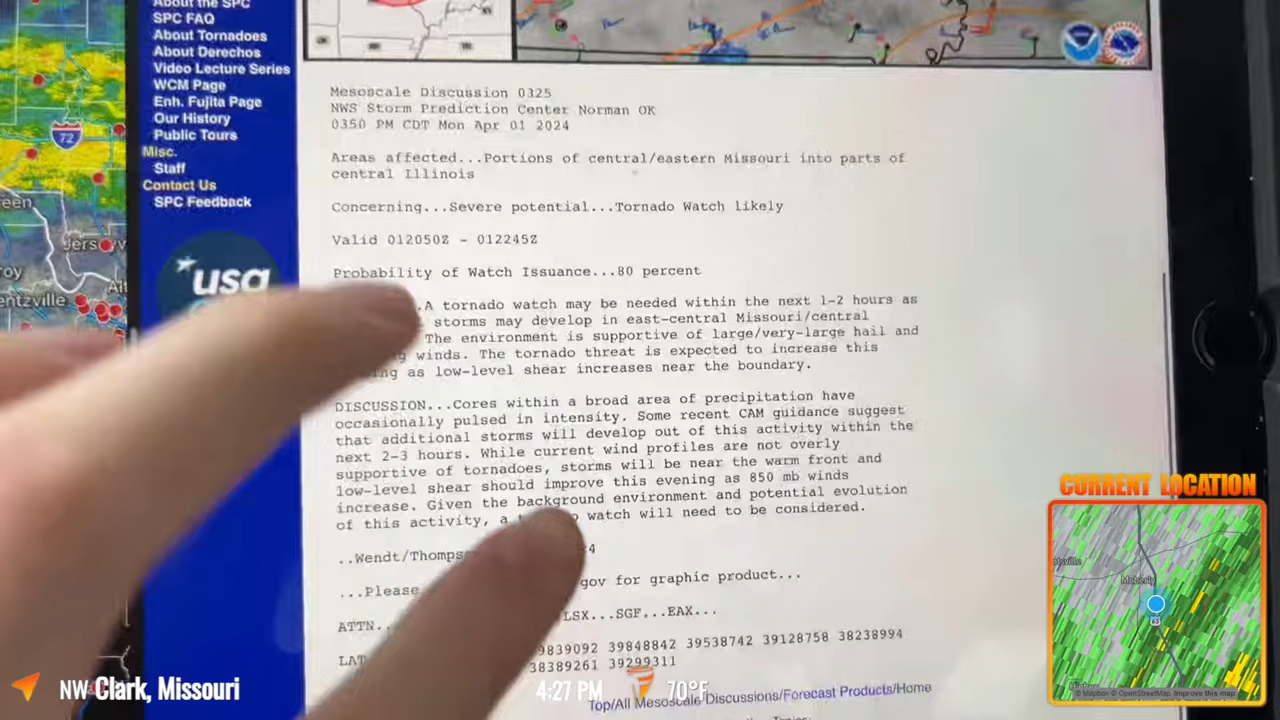 About the SPC
SPC FAQ
About Tornadoes
About Derechos
Video Lecture Series
WCM Page
Enh. Fujita Page
Our History
Public Tours
Misc.
Staff
Contact Us
SPC Feedback
usa
72
Jersey
entzville
Mesoscale Discussion 0325
NWS Storm Prediction Center Norman OK
0350 PM CDT Mon Apr 01 2024
Areas affected...Portions of central/eastern Missouri into parts of
central Illinois
Concerning...Severe potential...Tornado Watch likely
Valid 012050Z - 012245Z
Probability of Watch Issuance...80 percent
.A tornado watch may be needed within the next 1-2 hours as
storms may develop in east-central Missouri/central
The environment is supportive of large/very-large hail and
winds. The tornado threat is expected to increase this
as low-level shear increases near the boundary.
DISCUSSION...Cores within a broad area of precipitation have
occasionally pulsed in intensity. Some recent CAM guidance suggest
that additional storms will develop out of this activity within the
next 2-3 hours. While current wind profiles are not overly
supportive of tornadoes, storms will be near the warm front and
low-level shear should improve this evening as 850 mb winds
increase. Given the background environment and potential evolution
of this activity, a watch will need to be considered.
..Wendt/Thomps
4
...Please gov for graphic product...
ATTN.. LSX...SGF...EAX...
LAT 9839092 39848842 39538742 39128758 38238994
38389261 39299311
Top/All Mesoscale Discussions/Forecast Products/Home
CURRENT LOCATION
Moberly
63
© Mapbox © OpenStreetMap Improve this map
NW Clark, Missouri
4:27 PM
70°F